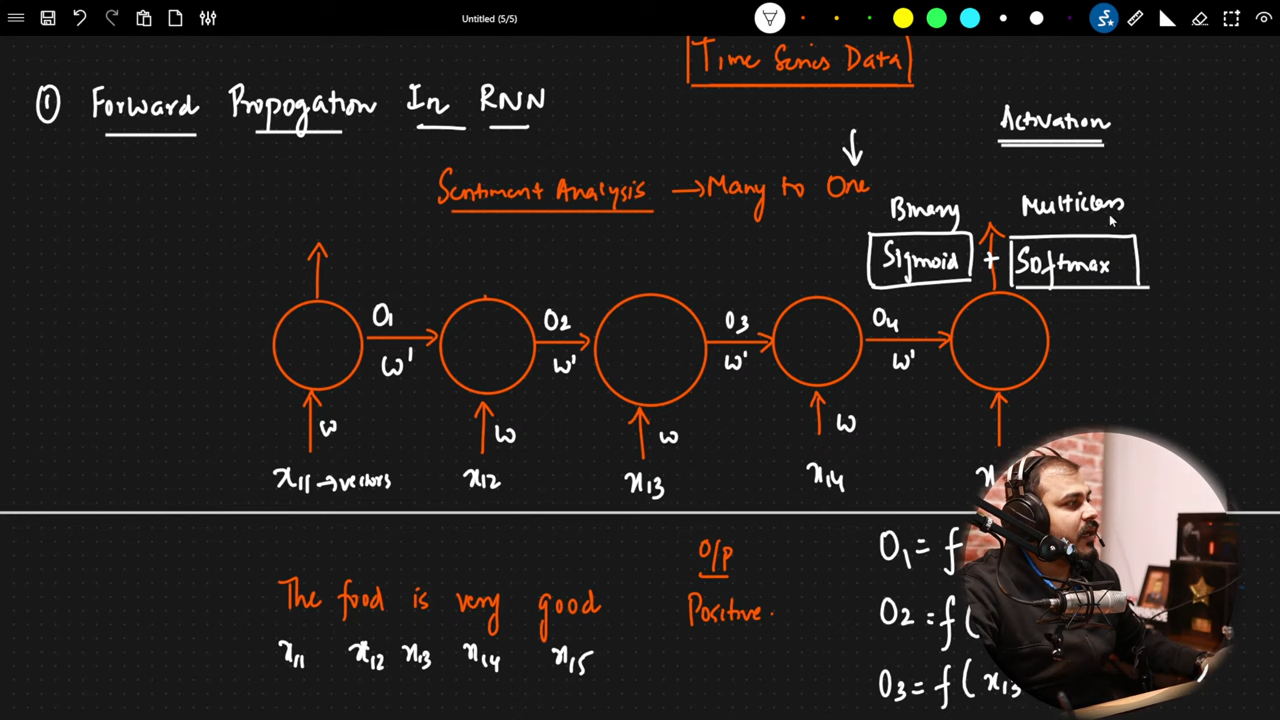 Untitled (5/5)
Time Series Data
① Forward Propogation In RNN
Activation
Sentiment Analysis → Many to One
Binary Multiclass
Sigmoid + Softmax
O₁ O₂ O₃ O₄
W' W' W' W'
W W W W
x₁₁ → vectors x₁₂ x₁₃ x₁₄
O/P
O₁ = f
The food is very good Positive.
O₂ = f(
x₁₁ x₁₂ x₁₃ x₁₄ x₁₅
O₃ = f( x₁₃